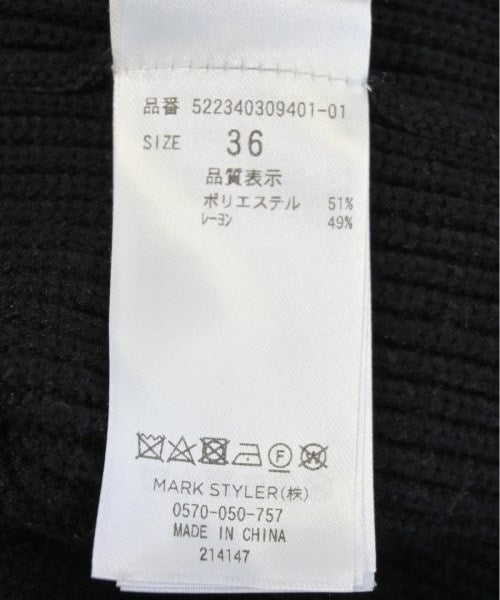 品番 522340309401-01
SIZE 36
品質表示
ポリエステル 51%
レーヨン 49%
F W
MARK STYLER(株)
0570-050-757
MADE IN CHINA
214147